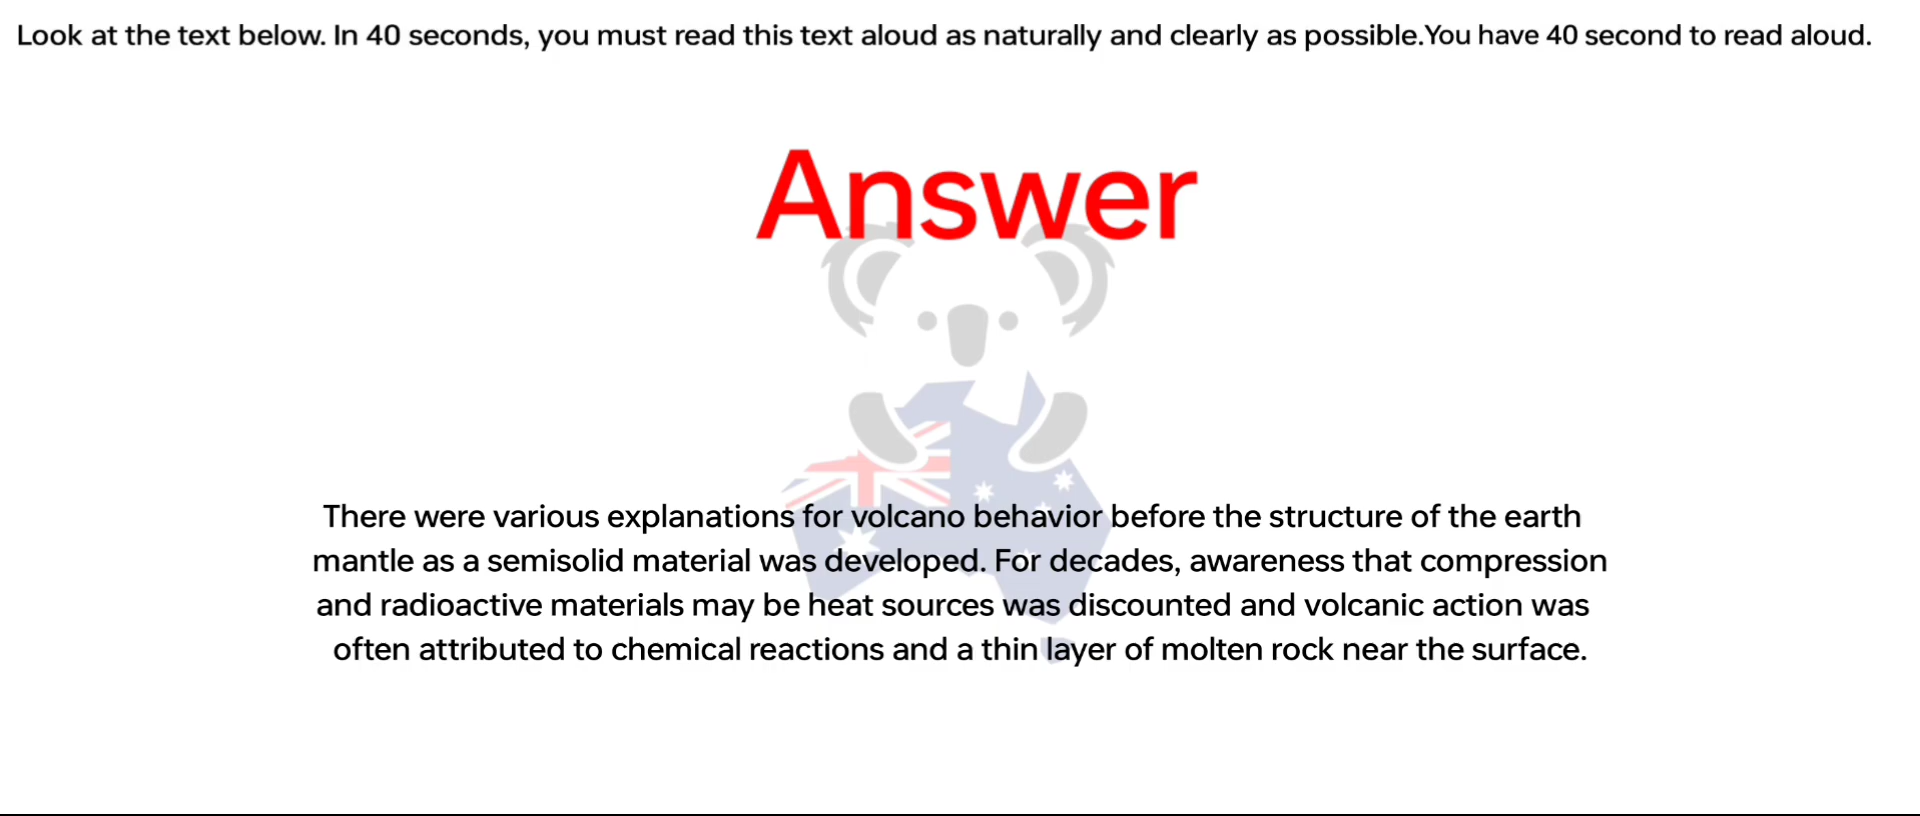 Look at the text below. In 40 seconds, you must read this text aloud as naturally and clearly as possible.You have 40 second to read aloud.
Answer
There were various explanations for volcano behavior before the structure of the earth
mantle as a semisolid material was developed. For decades, awareness that compression
and radioactive materials may be heat sources was discounted and volcanic action was
often attributed to chemical reactions and a thin layer of molten rock near the surface.